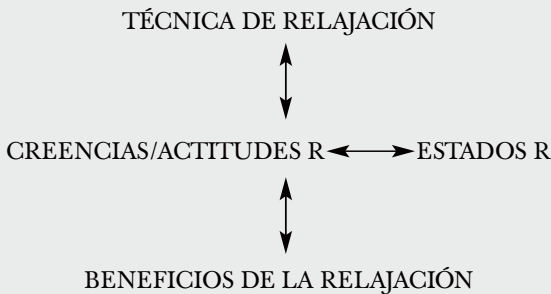 TÉCNICA DE RELAJACIÓN
CREENCIAS/ACTITUDES R ESTADOS R
BENEFICIOS DE LA RELAJACIÓN